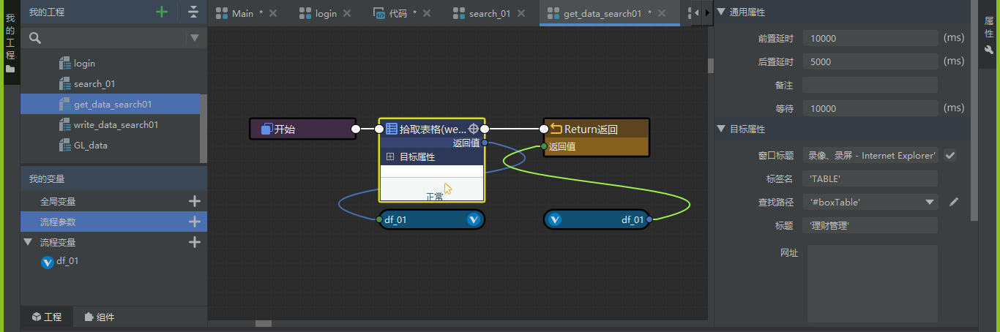 我的工程
我的工程
login
search_01
get_data_search01
write_data_search01
GL_data
我的变量
全局变量
流程参数
流程变量
df_01
工程
组件
Main *
login
代码 *
search_01
get_data_search01 *
开始
拾取表格(we...
返回值
目标属性
正常
df_01
Return返回
返回值
df_01
通用属性
前置延时 10000 (ms)
后置延时 5000 (ms)
备注
等待 10000 (ms)
目标属性
窗口标题 录像、录屏 - Internet Explorer'
标签名 'TABLE'
查找路径 '#boxTable'
标题 '理财管理'
网址
属性